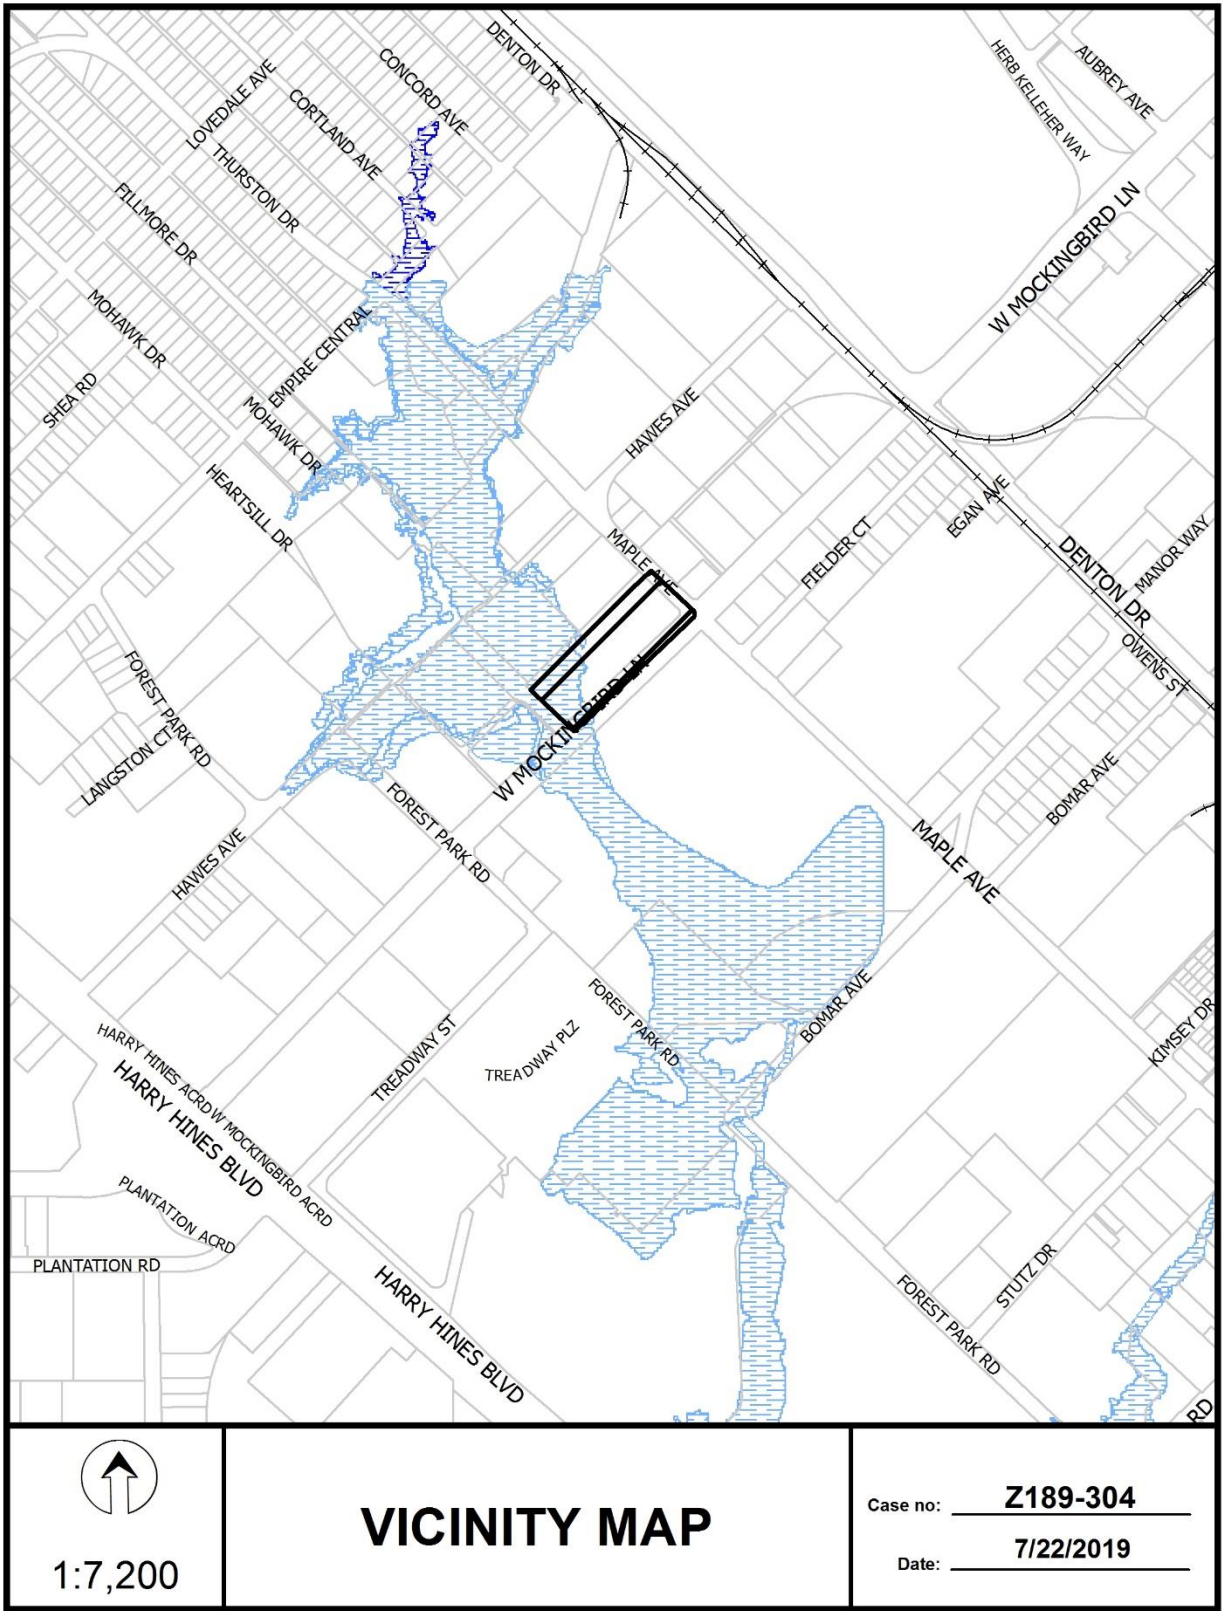 DENTON DR
CONCORD AVE
HERB KELLEHER WAY
AUBREY AVE
LOVEDALE AVE
CORTLAND AVE
THURSTON DR
FILLMORE DR
W MOCKINGBIRD LN
MOHAWK DR
EMPIRE CENTRAL
SHEA RD
MOHAWK DR
HAWES AVE
HEARTSILL DR
EGAN AVE
FIELDER CT
MAPLE AVE
DENTON DR
MANOR WAY
OWENS ST
FOREST PARK RD
LANGSTON CT
W MOCKINGBIRD LN
FOREST PARK RD
BOMAR AVE
HAWES AVE
MAPLE AVE
FOREST PARK RD
BOMAR AVE
KIMSEY DR
TREADWAY ST
TREADWAY PLZ
HARRY HINES ACRD
W MOCKINGBIRD ACRD
HARRY HINES BLVD
PLANTATION ACRD
PLANTATION RD
HARRY HINES BLVD
STUTZ DR
FOREST PARK RD
RD
1:7,200
VICINITY MAP
Case no: Z189-304
Date: 7/22/2019